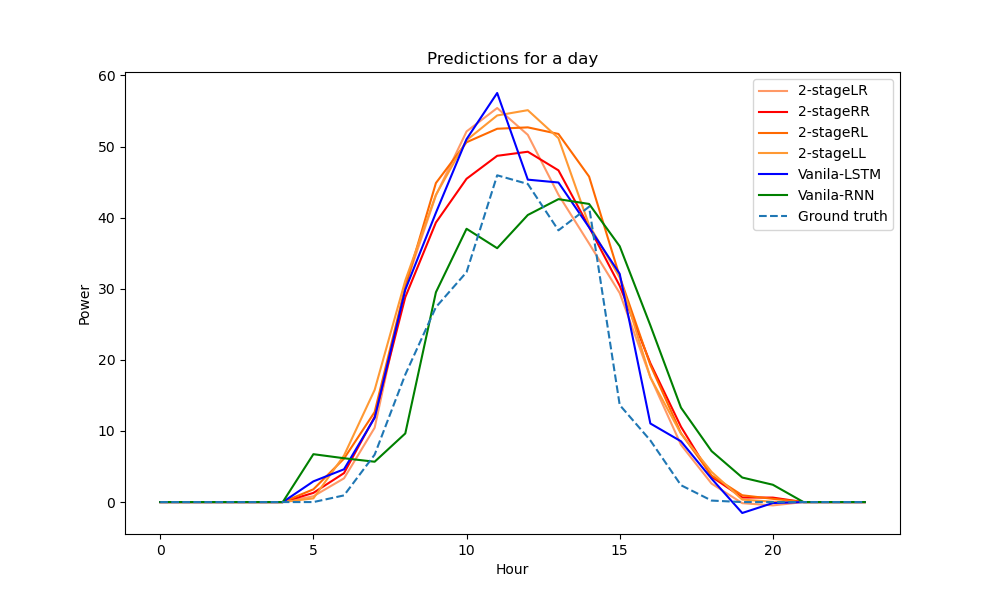 Predictions for a day
60
50
40
30
20
10
0
Power
0 5 10 15 20
Hour
2-stageLR
2-stageRR
2-stageRL
2-stageLL
Vanila-LSTM
Vanila-RNN
Ground truth